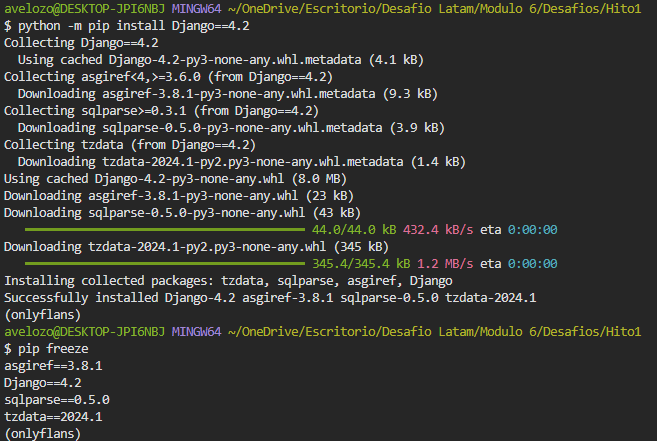 avelozo@DESKTOP-JPI6NBJ MINGW64 ~/OneDrive/Escritorio/Desafio Latam/Modulo 6/Desafios/Hito1
$ python -m pip install Django==4.2
Collecting Django==4.2
  Using cached Django-4.2-py3-none-any.whl.metadata (4.1 kB)
Collecting asgiref<4,>=3.6.0 (from Django==4.2)
  Downloading asgiref-3.8.1-py3-none-any.whl.metadata (9.3 kB)
Collecting sqlparse>=0.3.1 (from Django==4.2)
  Downloading sqlparse-0.5.0-py3-none-any.whl.metadata (3.9 kB)
Collecting tzdata (from Django==4.2)
  Downloading tzdata-2024.1-py2.py3-none-any.whl.metadata (1.4 kB)
Using cached Django-4.2-py3-none-any.whl (8.0 MB)
Downloading asgiref-3.8.1-py3-none-any.whl (23 kB)
Downloading sqlparse-0.5.0-py3-none-any.whl (43 kB)
44.0/44.0 kB 432.4 kB/s eta 0:00:00
Downloading tzdata-2024.1-py2.py3-none-any.whl (345 kB)
345.4/345.4 kB 1.2 MB/s eta 0:00:00
Installing collected packages: tzdata, sqlparse, asgiref, Django
Successfully installed Django-4.2 asgiref-3.8.1 sqlparse-0.5.0 tzdata-2024.1
(onlyflans)
avelozo@DESKTOP-JPI6NBJ MINGW64 ~/OneDrive/Escritorio/Desafio Latam/Modulo 6/Desafios/Hito1
$ pip freeze
asgiref==3.8.1
Django==4.2
sqlparse==0.5.0
tzdata==2024.1
(onlyflans)